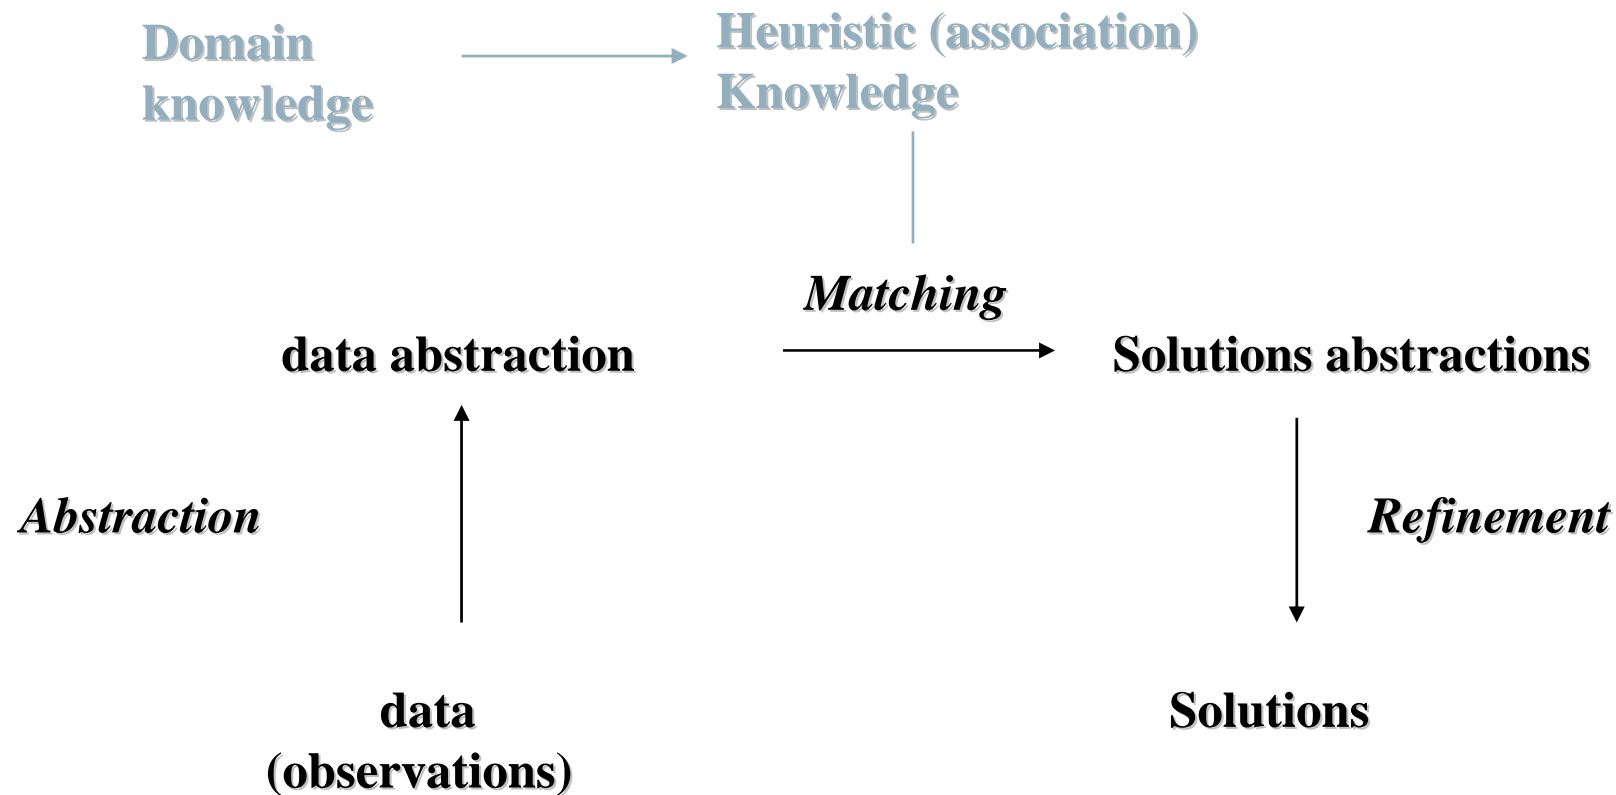 Domain
knowledge
Heuristic (association)
Knowledge
Matching
data abstraction
Solutions abstractions
Abstraction
Refinement
data
(observations)
Solutions